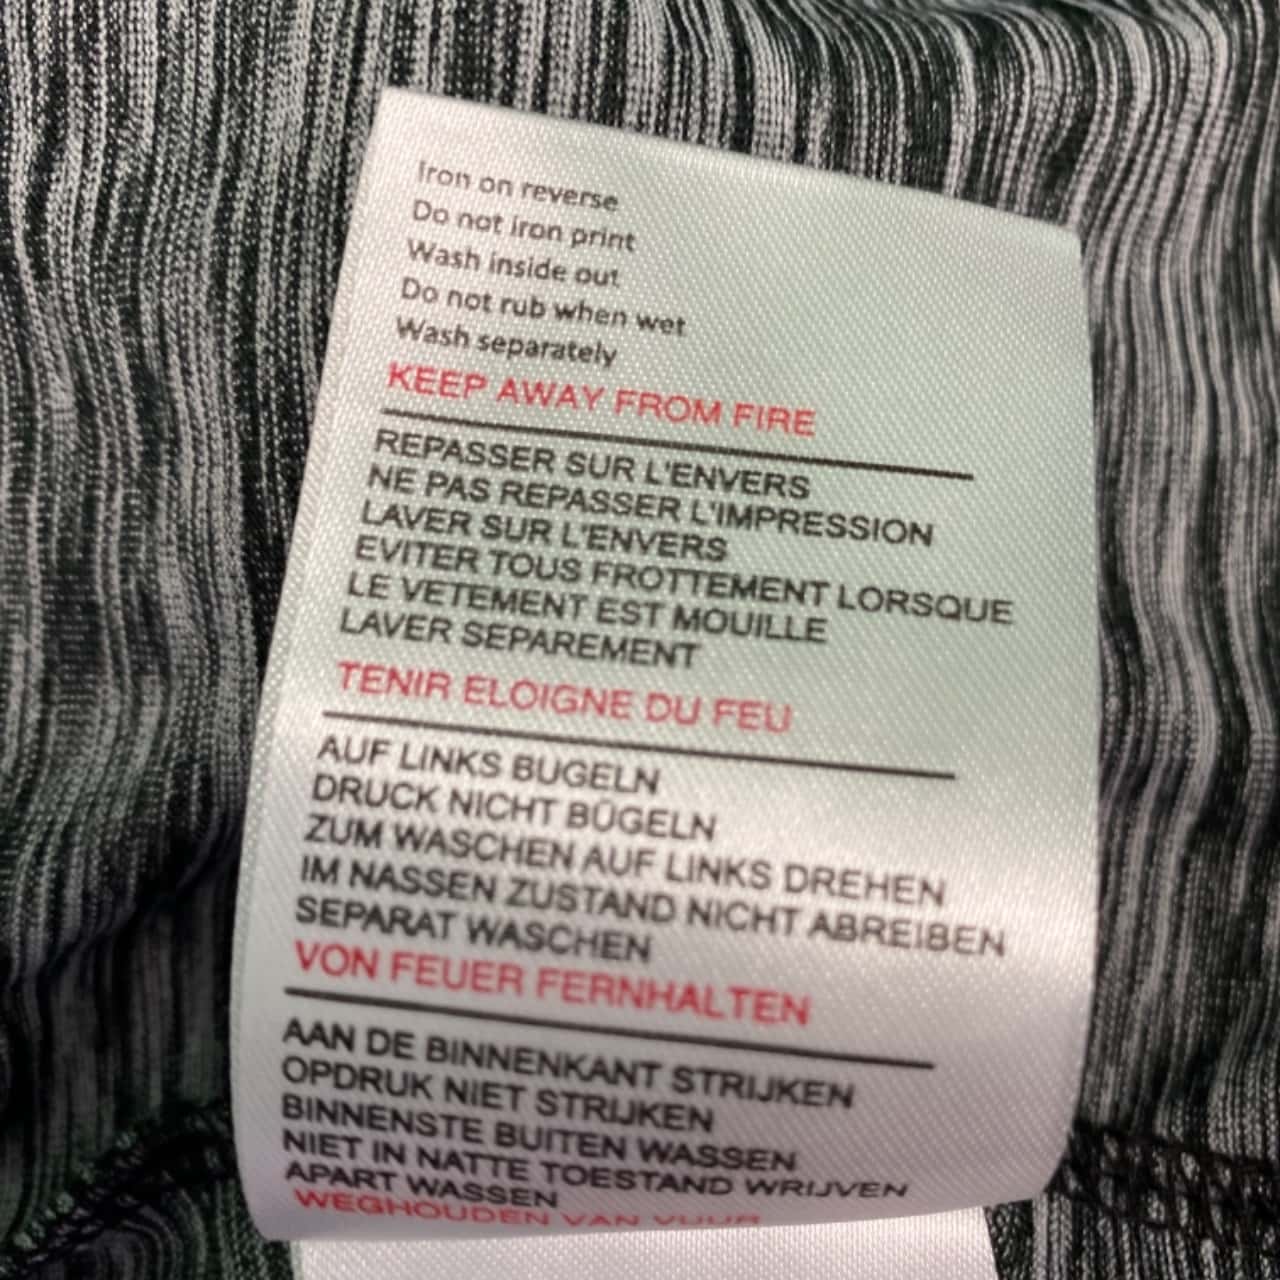 Iron on reverse
Do not iron print
Wash inside out
Do not rub when wet
Wash separately
KEEP AWAY FROM FIRE
REPASSER SUR L'ENVERS
NE PAS REPASSER L'IMPRESSION
LAVER SUR L'ENVERS
EVITER TOUS FROTTEMENT LORSQUE
LE VETEMENT EST MOUILLE
LAVER SEPAREMENT
TENIR ELOIGNE DU FEU
AUF LINKS BUGELN
DRUCK NICHT BÜGELN
ZUM WASCHEN AUF LINKS DREHEN
IM NASSEN ZUSTAND NICHT ABREIBEN
SEPARAT WASCHEN
VON FEUER FERNHALTEN
AAN DE BINNENKANT STRIJKEN
OPDRUK NIET STRIJKEN
BINNENSTE BUITEN WASSEN
NIET IN NATTE TOESTAND WRIJVEN
APART WASSEN
WEGHOUDEN VAN VUUR